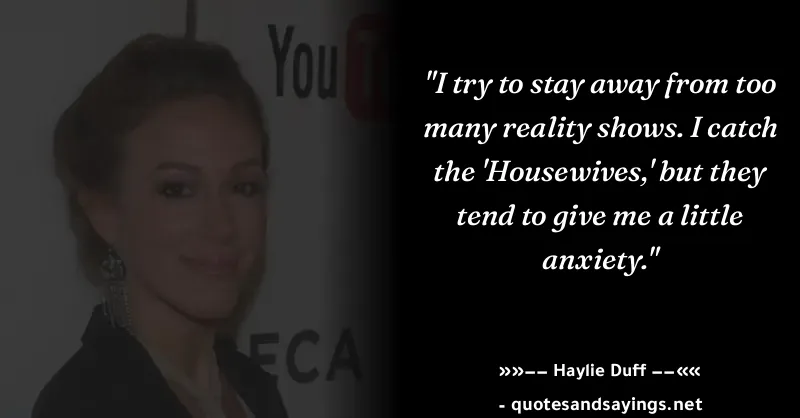 You
"I try to stay away from too
many reality shows. I catch
the 'Housewives,' but they
tend to give me a little
anxiety."
ECA
»»–– Haylie Duff ––««
- quotesandsayings.net